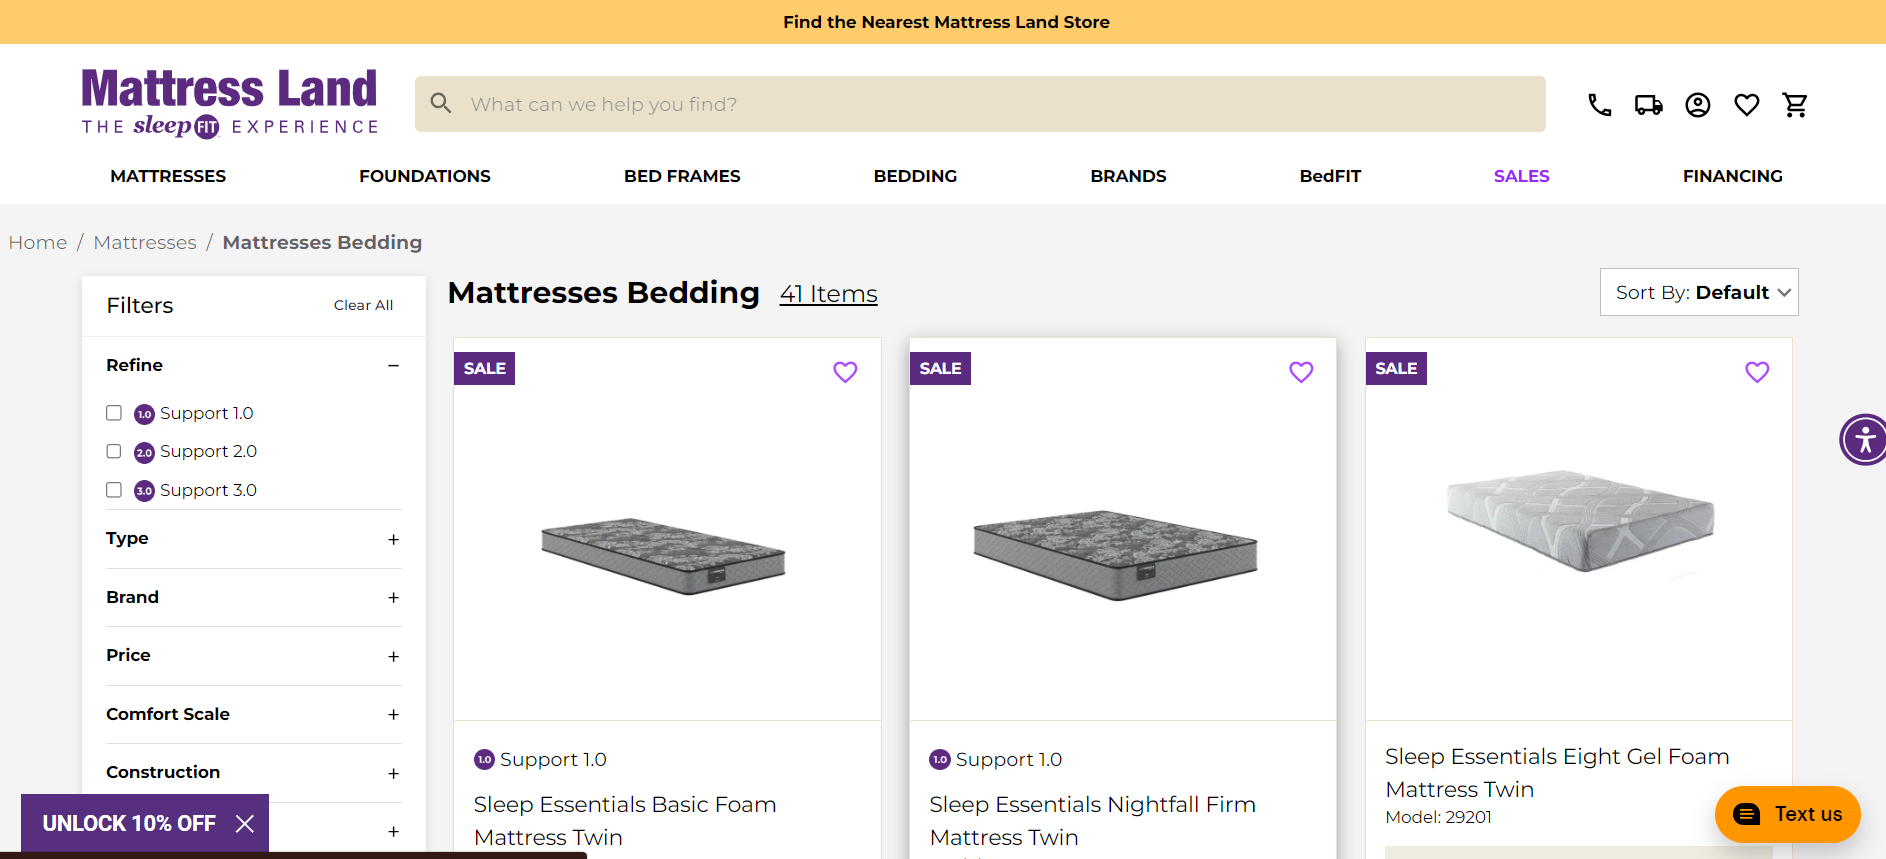 Find the Nearest Mattress Land Store
Mattress Land
THE sleep FIT EXPERIENCE
What can we help you find?
MATTRESSES
FOUNDATIONS
BED FRAMES
BEDDING
BRANDS
BedFIT
SALES
FINANCING
Home / Mattresses / Mattresses Bedding
Filters
Clear All
Refine
1.0 Support 1.0
2.0 Support 2.0
3.0 Support 3.0
Type
Brand
Price
Comfort Scale
Construction
UNLOCK 10% OFF
Mattresses Bedding 41 Items
Sort By: Default
SALE
1.0 Support 1.0
Sleep Essentials Basic Foam
Mattress Twin
SALE
1.0 Support 1.0
Sleep Essentials Nightfall Firm
Mattress Twin
SALE
Sleep Essentials Eight Gel Foam
Mattress Twin
Model: 29201
Text us